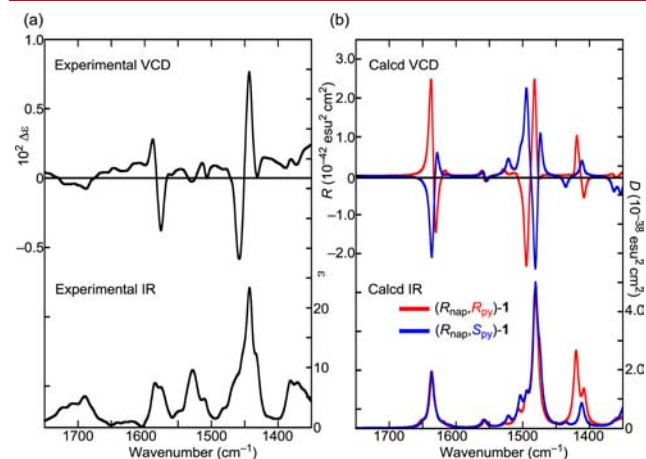 (a)
(b)
1.0
Experimental VCD
0.5
0
−0.5
10² Δε
Experimental IR
ε
20
10
0
1700
1600
1500
1400
Wavenumber (cm⁻¹)
3.0
Calcd VCD
2.0
1.0
0
−1.0
−2.0
R (10⁻⁴² esu² cm²)
D (10⁻³⁸ esu² cm²)
Calcd IR
(Rnap,Rpy)-1
(Rnap,Spy)-1
4.0
2.0
0
1700
1600
1500
1400
Wavenumber (cm⁻¹)